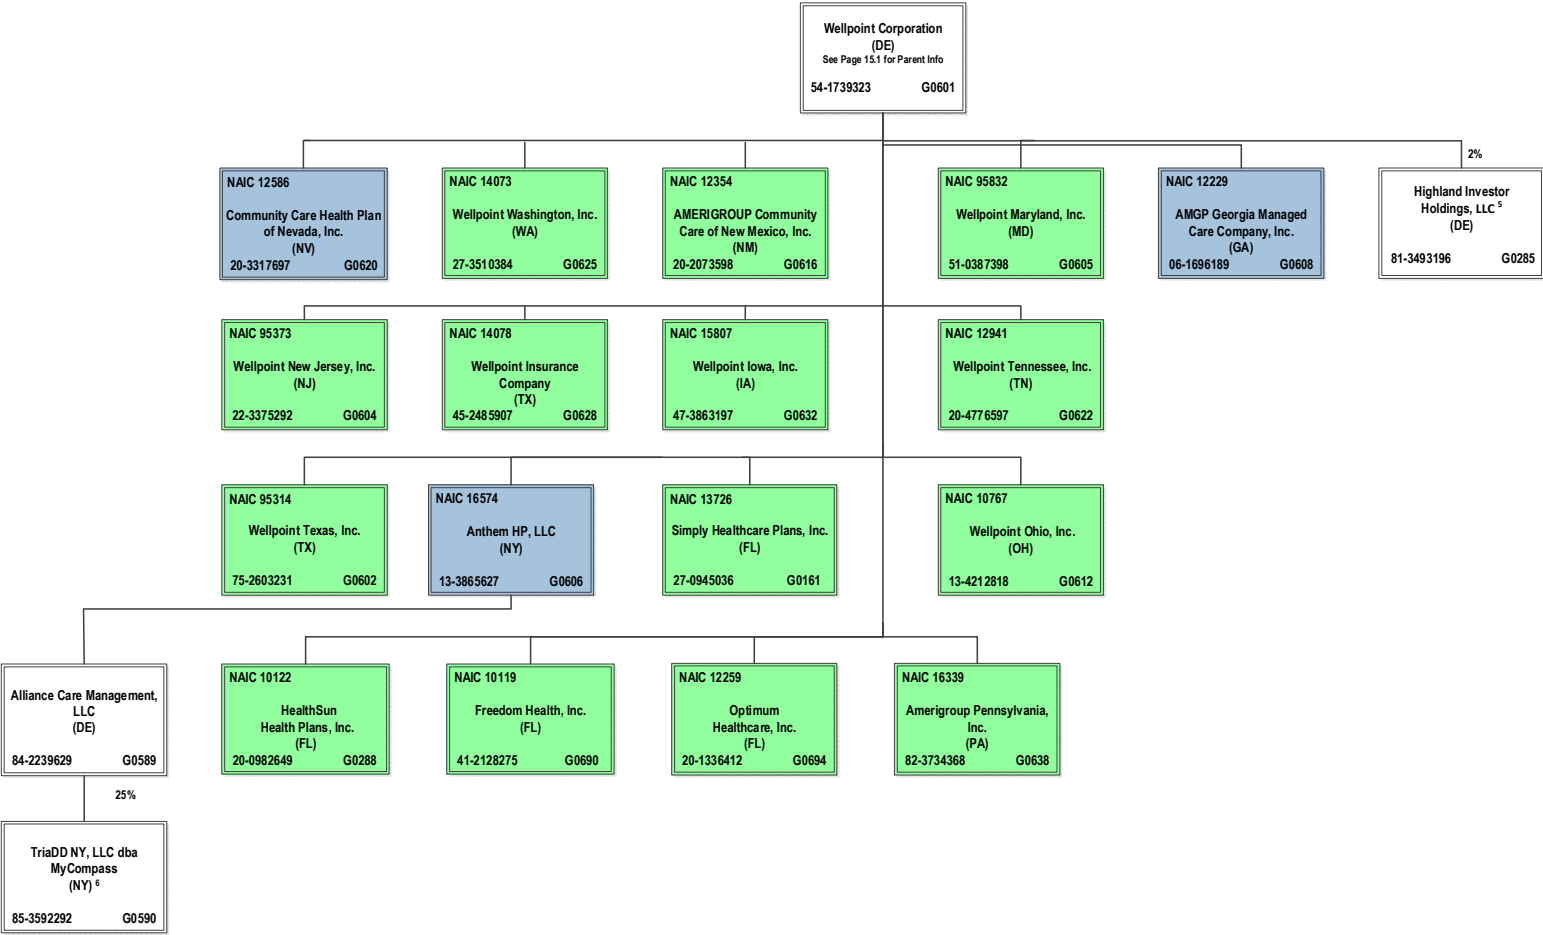 Wellpoint Corporation
(DE)
See Page 15.1 for Parent Info
54-1739323 G0601
2%
NAIC 12586
Community Care Health Plan
of Nevada, Inc.
(NV)
20-3317697 G0620
NAIC 14073
Wellpoint Washington, Inc.
(WA)
27-3510384 G0625
NAIC 12354
AMERIGROUP Community
Care of New Mexico, Inc.
(NM)
20-2073598 G0616
NAIC 95832
Wellpoint Maryland, Inc.
(MD)
51-0387398 G0605
NAIC 12229
AMGP Georgia Managed
Care Company, Inc.
(GA)
06-1696189 G0608
Highland Investor
Holdings, LLC 5
(DE)
81-3493196 G0285
NAIC 95373
Wellpoint New Jersey, Inc.
(NJ)
22-3375292 G0604
NAIC 14078
Wellpoint Insurance
Company
(TX)
45-2485907 G0628
NAIC 15807
Wellpoint Iowa, Inc.
(IA)
47-3863197 G0632
NAIC 12941
Wellpoint Tennessee, Inc.
(TN)
20-4776597 G0622
NAIC 95314
Wellpoint Texas, Inc.
(TX)
75-2603231 G0602
NAIC 16574
Anthem HP, LLC
(NY)
13-3865627 G0606
NAIC 13726
Simply Healthcare Plans, Inc.
(FL)
27-0945036 G0161
NAIC 10767
Wellpoint Ohio, Inc.
(OH)
13-4212818 G0612
Alliance Care Management,
LLC
(DE)
84-2239629 G0589
NAIC 10122
HealthSun
Health Plans, Inc.
(FL)
20-0982649 G0288
NAIC 10119
Freedom Health, Inc.
(FL)
41-2128275 G0690
NAIC 12259
Optimum
Healthcare, Inc.
(FL)
20-1336412 G0694
NAIC 16339
Amerigroup Pennsylvania,
Inc.
(PA)
82-3734368 G0638
25%
TriaDD NY, LLC dba
MyCompass
(NY) 6
85-3592292 G0590